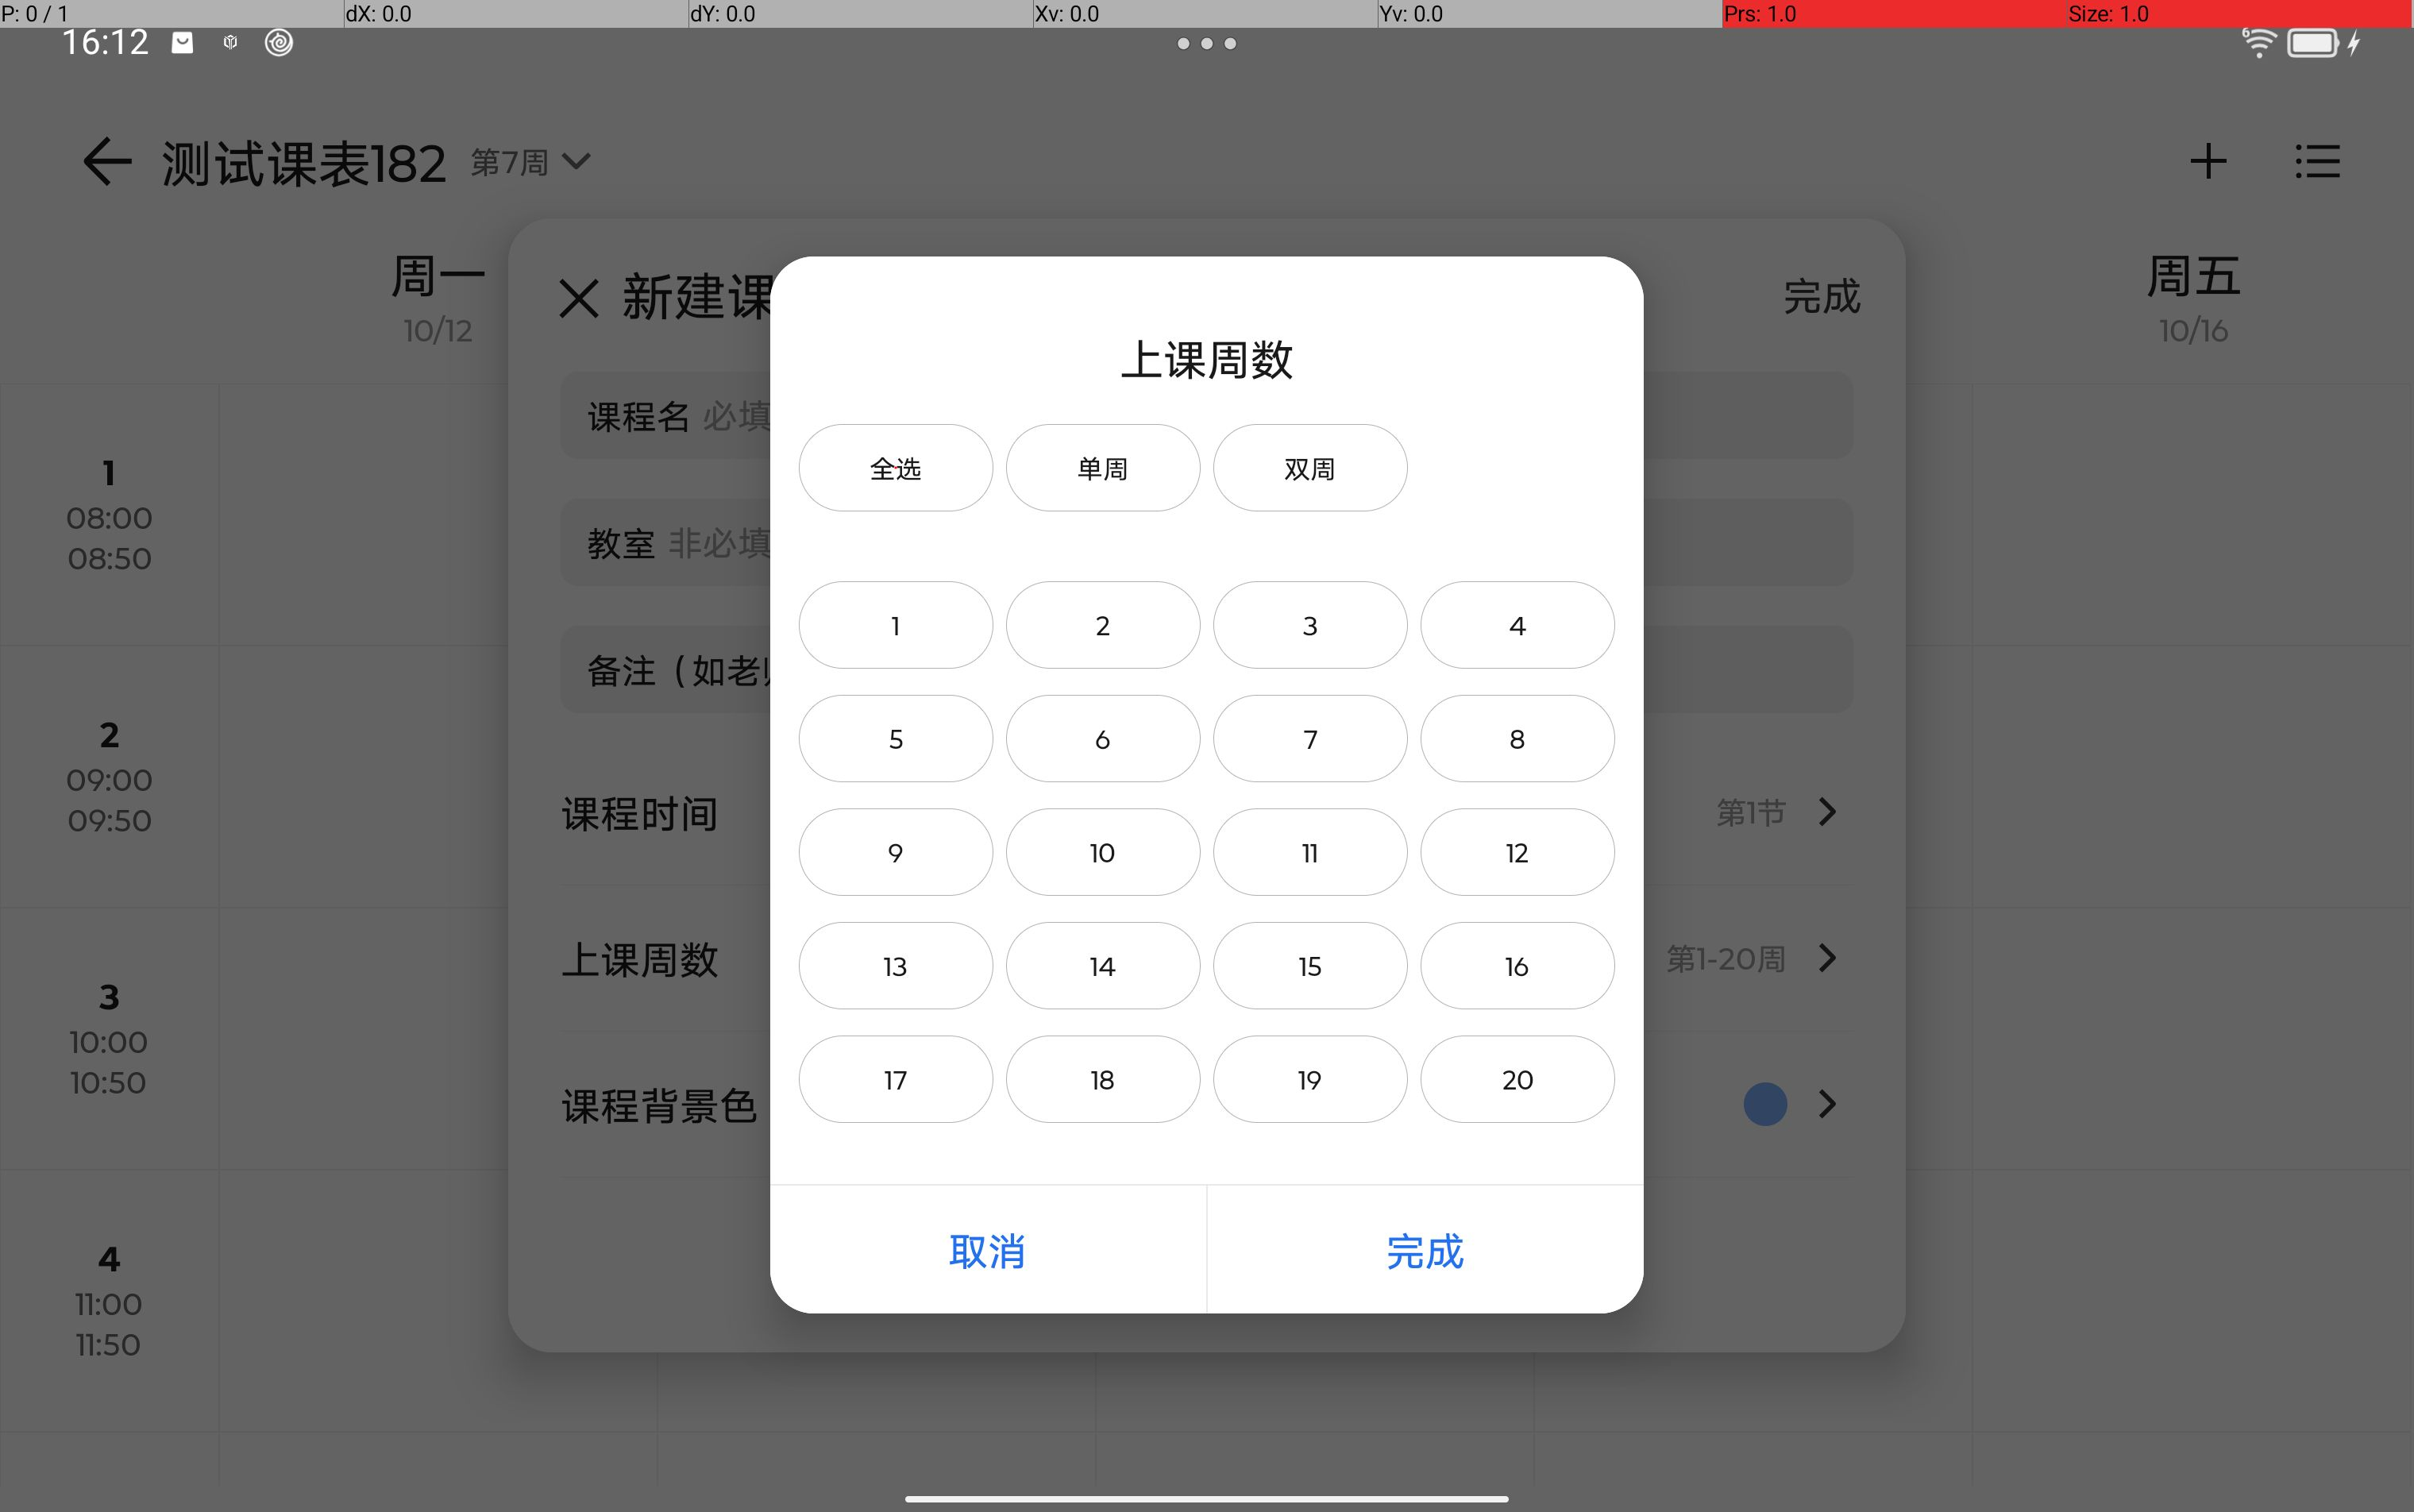 P: 0 / 1 dX: 0.0 dY: 0.0 Xv: 0.0 Yv: 0.0 Prs: 1.0 Size: 1.0
16:12 6
测试课表182 第7周
周一 周五
10/12 10/16
新建课 完成
上课周数
课程名 必填
全选 单周 双周
教室 非必填
备注（如老
1 2 3 4
5 6 7 8
9 10 11 12
13 14 15 16
17 18 19 20
课程时间 第1节
上课周数 第1-20周
课程背景色
取消 完成
1
08:00
08:50
2
09:00
09:50
3
10:00
10:50
4
11:00
11:50